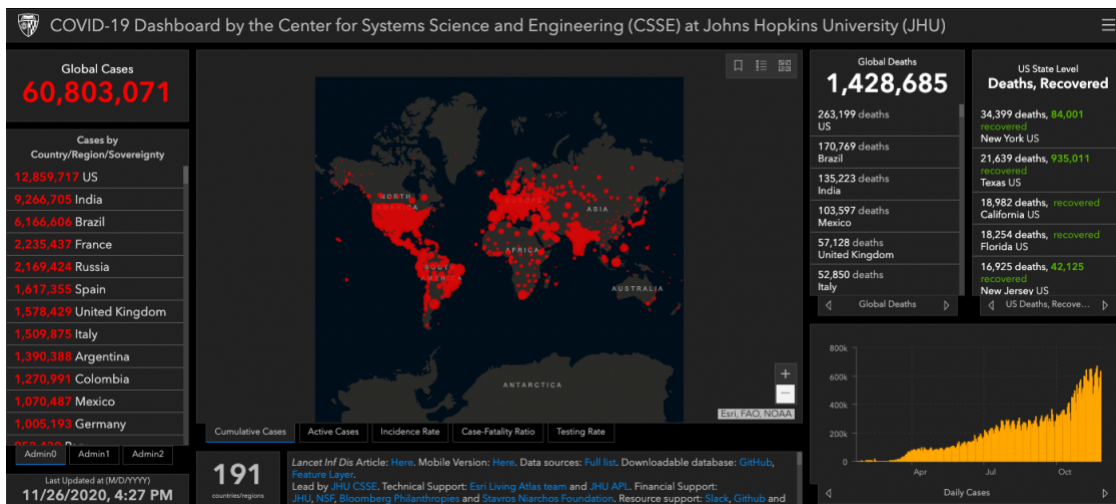 COVID-19 Dashboard by the Center for Systems Science and Engineering (CSSE) at Johns Hopkins University (JHU)
Global Cases
60,803,071
Cases by
Country/Region/Sovereignty
12,859,717 US
9,266,705 India
6,166,606 Brazil
2,235,437 France
2,169,424 Russia
1,617,355 Spain
1,578,429 United Kingdom
1,509,875 Italy
1,390,388 Argentina
1,270,991 Colombia
1,070,487 Mexico
1,005,193 Germany
Admin0
Admin1
Admin2
Last Updated at (M/D/YYYY)
11/26/2020, 4:27 PM
NORTH
AMERICA
SOUTH
AMERICA
EUROPE
AFRICA
ASIA
AUSTRALIA
ANTARCTICA
+
−
Esri, FAO, NOAA
Cumulative Cases
Active Cases
Incidence Rate
Case-Fatality Ratio
Testing Rate
191
countries/regions
Lancet Inf Dis Article: Here. Mobile Version: Here. Data sources: Full list. Downloadable database: GitHub,
Feature Layer.
Lead by JHU CSSE. Technical Support: Esri Living Atlas team and JHU APL. Financial Support:
JHU, NSF, Bloomberg Philanthropies and Stavros Niarchos Foundation. Resource support: Slack, Github and
Global Deaths
1,428,685
263,199 deaths
US
170,769 deaths
Brazil
135,223 deaths
India
103,597 deaths
Mexico
57,128 deaths
United Kingdom
52,850 deaths
Italy
Global Deaths
US State Level
Deaths, Recovered
34,399 deaths, 84,001
recovered
New York US
21,639 deaths, 935,011
recovered
Texas US
18,982 deaths, recovered
California US
18,254 deaths, recovered
Florida US
16,925 deaths, 42,125
recovered
New Jersey US
US Deaths, Recove...
800k
600k
400k
200k
0
Apr
Jul
Oct
Daily Cases